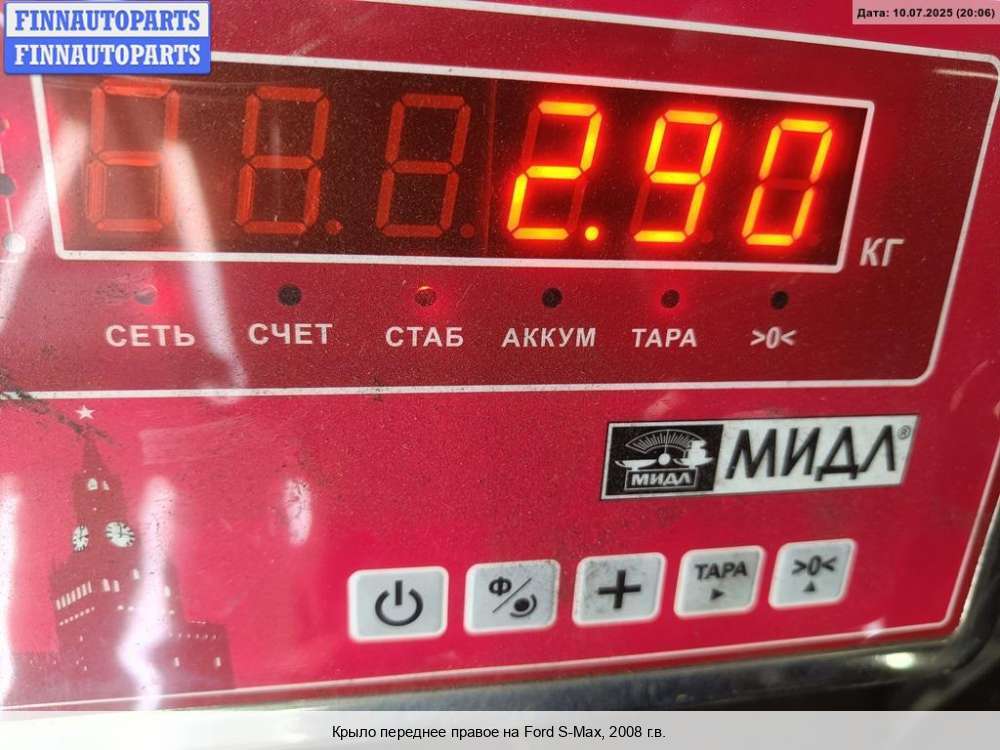 FINNAUTOPARTS
FINNAUTOPARTS
Дата: 10.07.2025 (20:06)
2.90
КГ
СЕТЬ СЧЕТ СТАБ АККУМ ТАРА >0<
МИДЛ МИДЛ®
Ф ТАРА >0<
Крыло переднее правое на Ford S-Max, 2008 г.в.